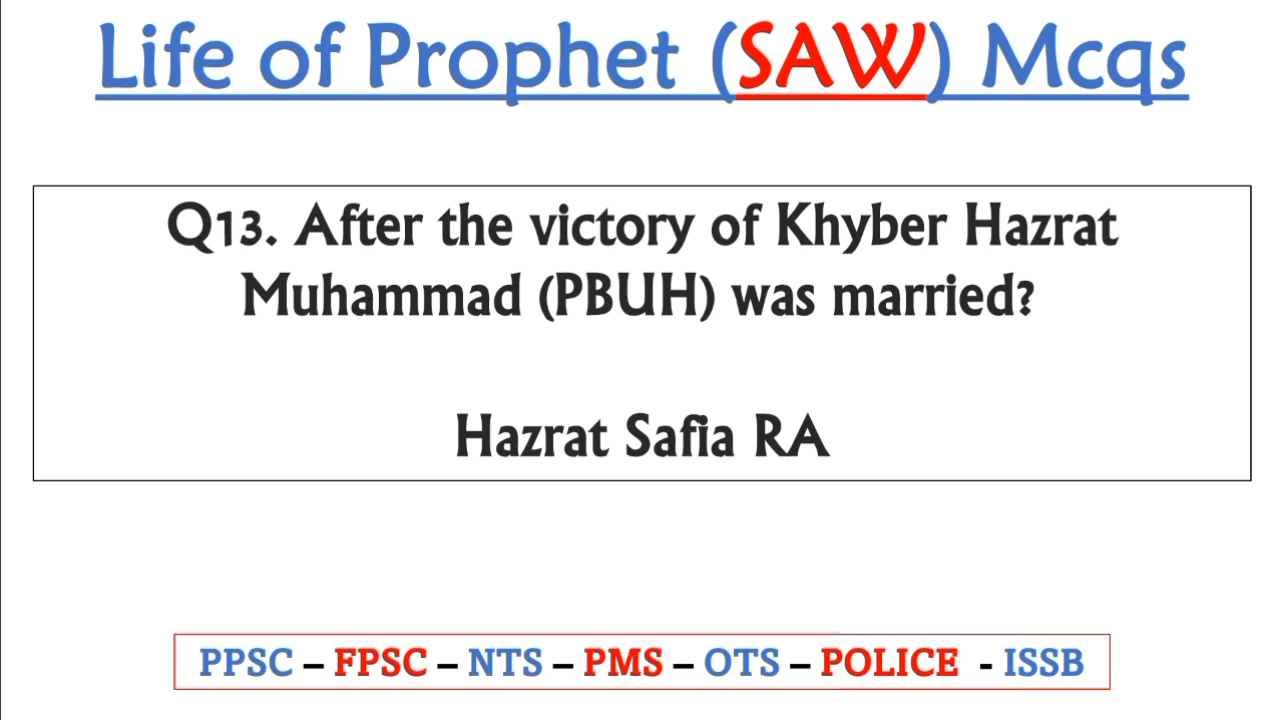 Life of Prophet (SAW) Mcqs
Q13. After the victory of Khyber Hazrat
Muhammad (PBUH) was married?
Hazrat Safia RA
PPSC – FPSC – NTS – PMS – OTS – POLICE - ISSB